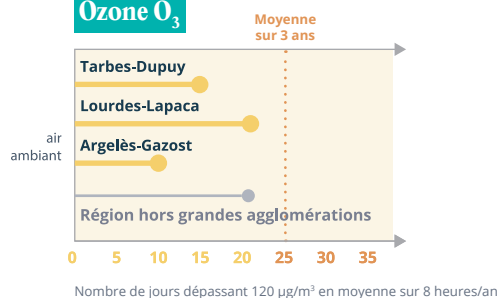 Ozone O₃
Moyenne
sur 3 ans
Tarbes-Dupuy
Lourdes-Lapaca
Argelès-Gazost
air
ambiant
Région hors grandes agglomérations
0 5 10 15 20 25 30 35
Nombre de jours dépassant 120 µg/m³ en moyenne sur 8 heures/an